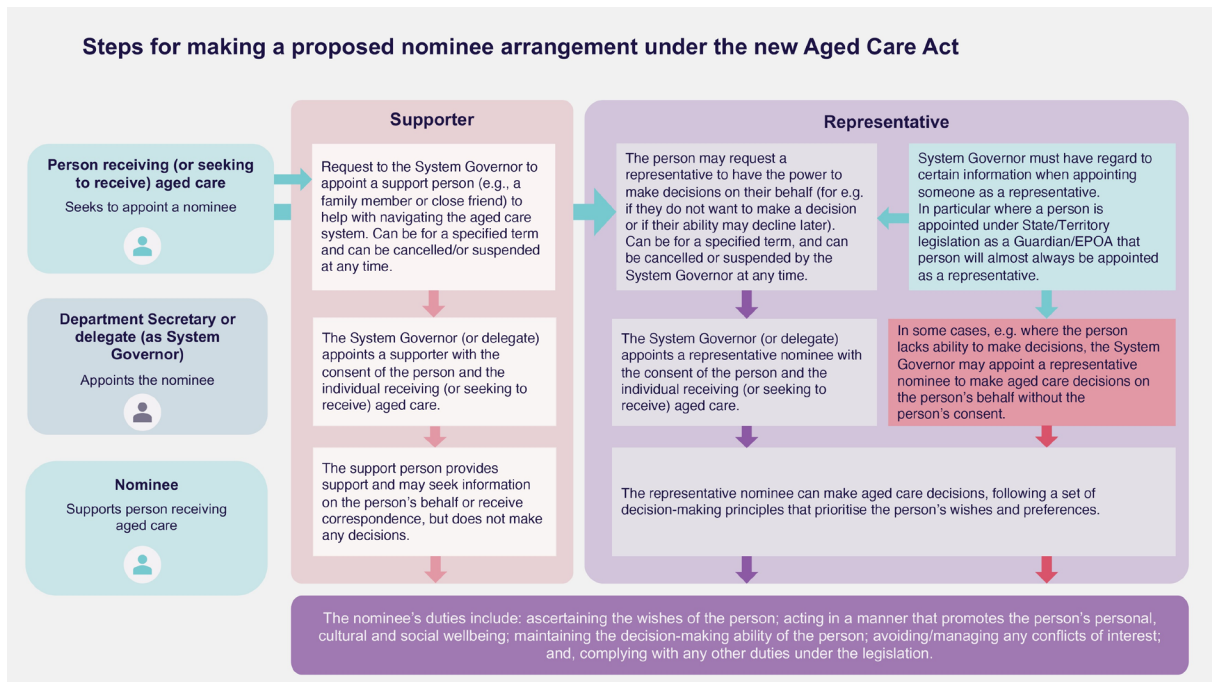 Steps for making a proposed nominee arrangement under the new Aged Care Act
Person receiving (or seeking
to receive) aged care
Seeks to appoint a nominee
Department Secretary or
delegate (as System
Governor)
Appoints the nominee
Nominee
Supports person receiving
aged care
Supporter
Request to the System Governor to
appoint a support person (e.g., a
family member or close friend) to
help with navigating the aged care
system. Can be for a specified term
and can be cancelled/or suspended
at any time.
The System Governor (or delegate)
appoints a supporter with the
consent of the person and the
individual receiving (or seeking to
receive) aged care.
The support person provides
support and may seek information
on the person's behalf or receive
correspondence, but does not make
any decisions.
Representative
The person may request a
representative to have the power to
make decisions on their behalf (for e.g.
if they do not want to make a decision
or if their ability may decline later).
Can be for a specified term, and can
be cancelled or suspended by the
System Governor at any time.
System Governor must have regard to
certain information when appointing
someone as a representative.
In particular where a person is
appointed under State/Territory
legislation as a Guardian/EPOA that
person will almost always be appointed
as a representative.
The System Governor (or delegate)
appoints a representative nominee with
the consent of the person and the
individual receiving (or seeking to
receive) aged care.
In some cases, e.g. where the person
lacks ability to make decisions, the System
Governor may appoint a representative
nominee to make aged care decisions on
the person's behalf without the
person's consent.
The representative nominee can make aged care decisions, following a set of
decision-making principles that prioritise the person's wishes and preferences.
The nominee's duties include: ascertaining the wishes of the person; acting in a manner that promotes the person's personal,
cultural and social wellbeing; maintaining the decision-making ability of the person; avoiding/managing any conflicts of interest;
and, complying with any other duties under the legislation.